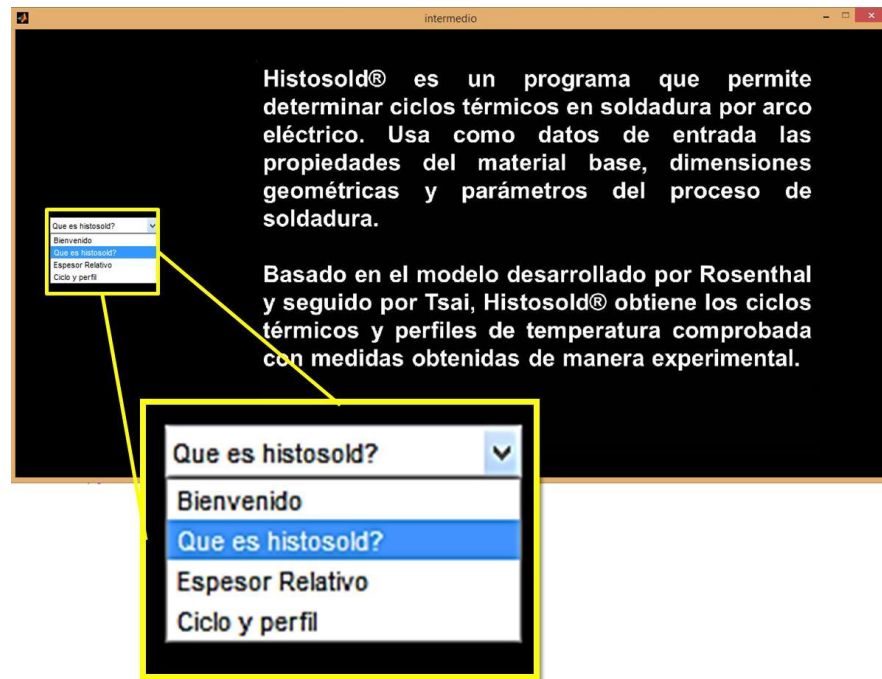 intermedio
Histosold® es un programa que permite
determinar ciclos térmicos en soldadura por arco
eléctrico. Usa como datos de entrada las
propiedades del material base, dimensiones
geométricas y parámetros del proceso de
soldadura.
Basado en el modelo desarrollado por Rosenthal
y seguido por Tsai, Histosold® obtiene los ciclos
térmicos y perfiles de temperatura comprobada
con medidas obtenidas de manera experimental.
Que es histosold?
Bienvenido
Que es histosold?
Espesor Relativo
Ciclo y perfil
Que es histosold?
Bienvenido
Que es histosold?
Espesor Relativo
Ciclo y perfil